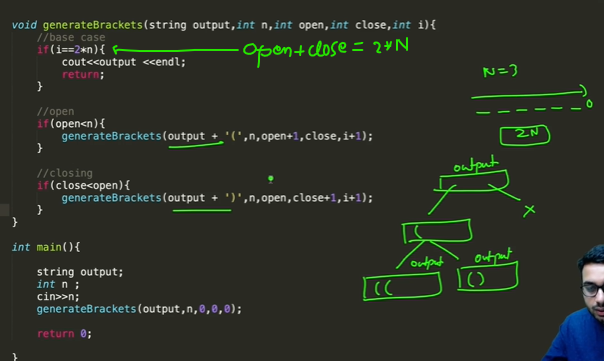 void generateBrackets(string output,int n,int open,int close,int i){
//base case
if(i==2*n){
open+close = 2*N
cout<<output <<endl;
return;
}
//open
if(open<n){
generateBrackets(output + '(',n,open+1,close,i+1);
}
//closing
if(close<open){
generateBrackets(output + ')',n,open,close+1,i+1);
}
}
int main(){
string output;
int n ;
cin>>n;
generateBrackets(output,n,0,0,0);
return 0;
}
N=3
0
2N
output
X
(
output
output
((
()